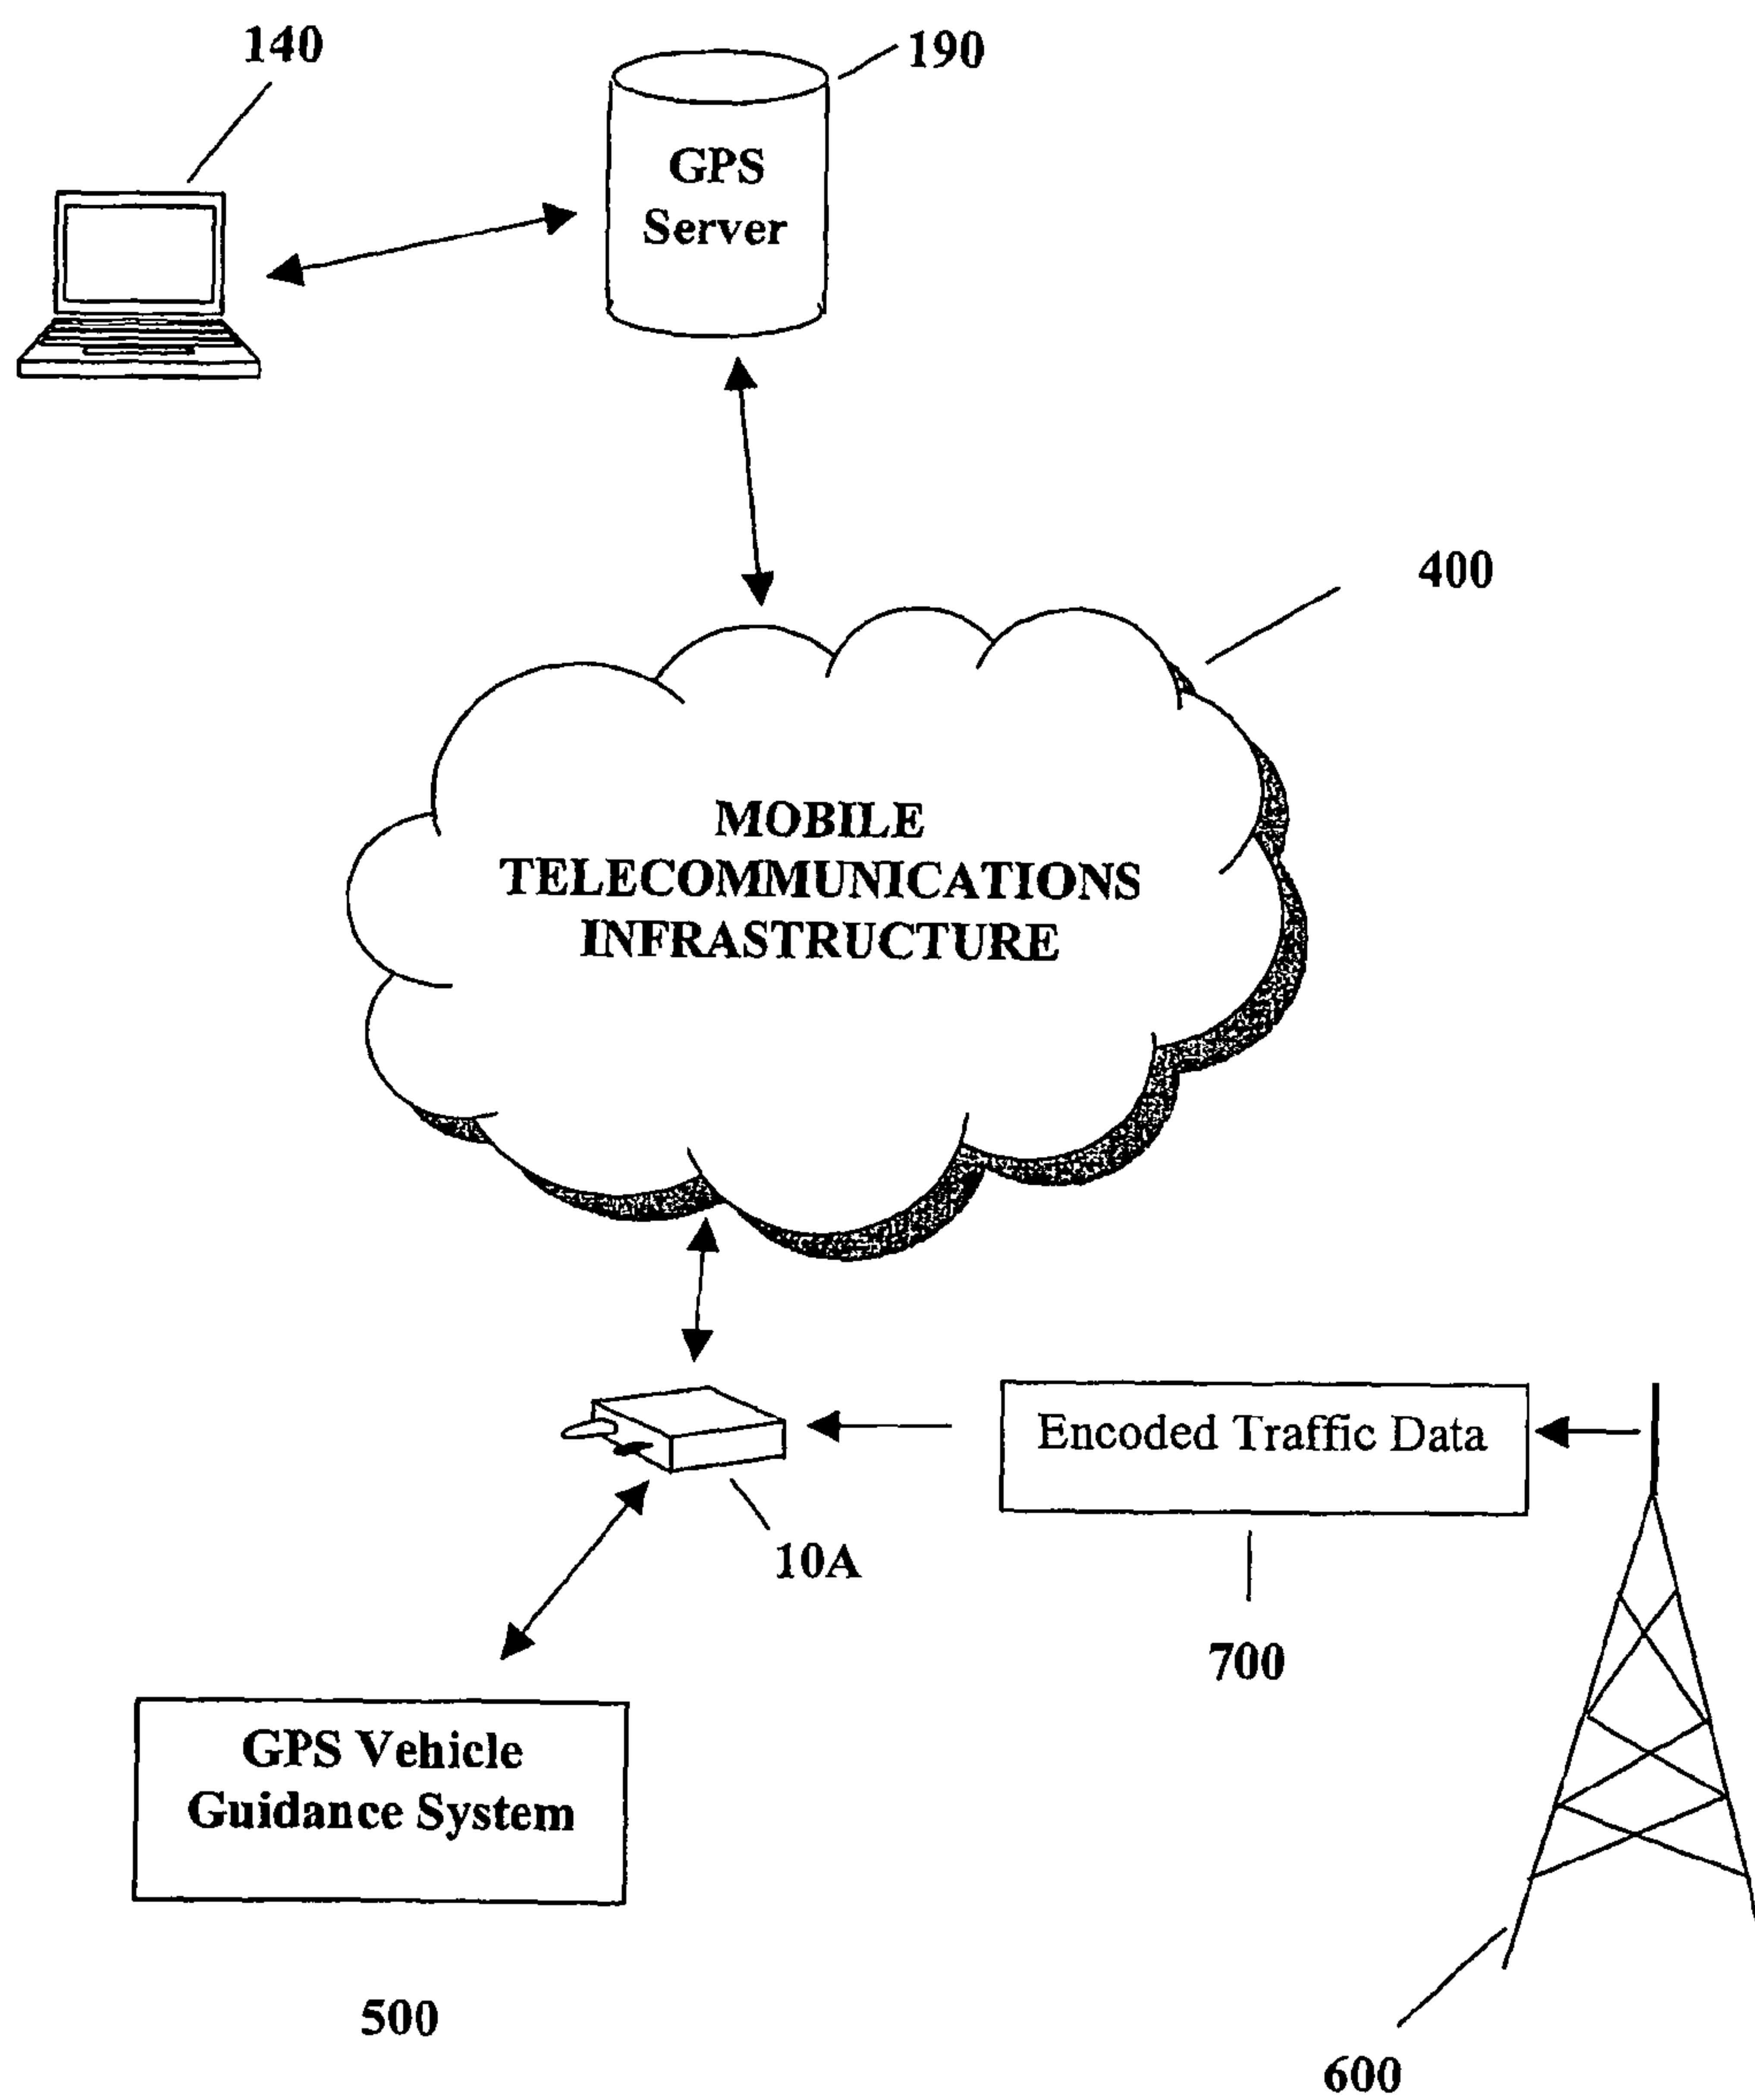 140
190
GPS
Server
400
MOBILE
TELECOMMUNICATIONS
INFRASTRUCTURE
Encoded Traffic Data
10A
700
GPS Vehicle
Guidance System
500
600